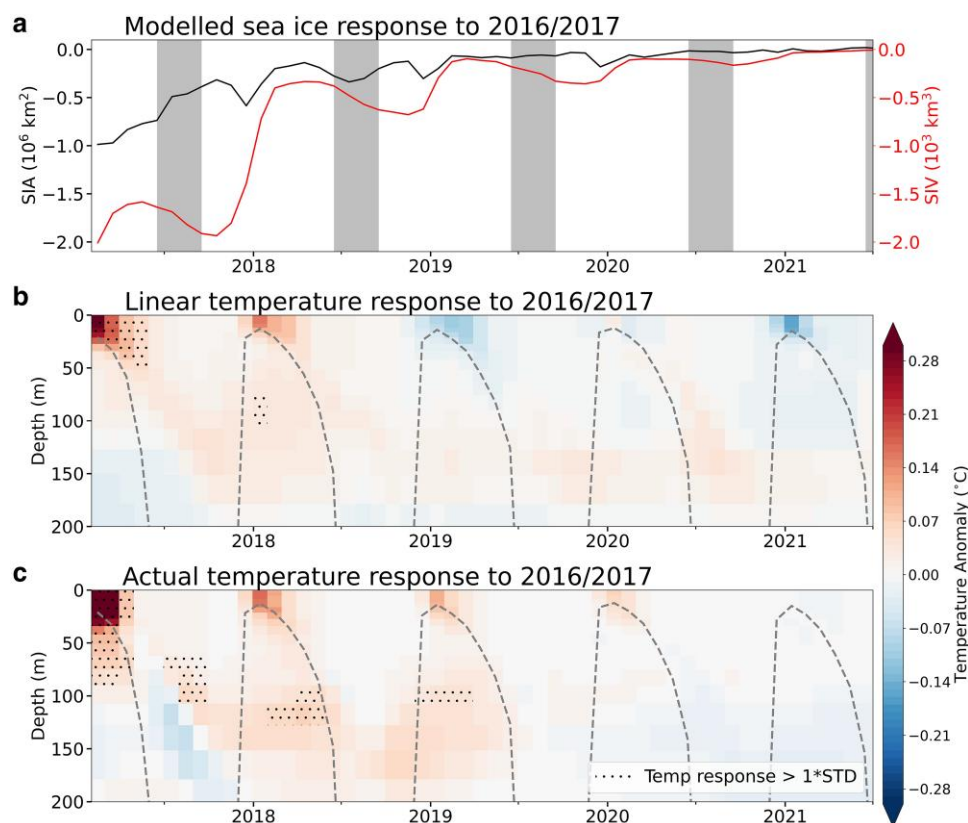 a Modelled sea ice response to 2016/2017
0.0
−0.5
−1.0
−1.5
−2.0
SIA (10⁶ km²)
0.0
−0.5
−1.0
−1.5
−2.0
SIV (10³ km³)
2018 2019 2020 2021
b Linear temperature response to 2016/2017
0
50
100
150
200
Depth (m)
2018 2019 2020 2021
c Actual temperature response to 2016/2017
0
50
100
150
200
Depth (m)
Temp response > 1*STD
2018 2019 2020 2021
0.28
0.21
0.14
0.07
0.00
−0.07
−0.14
−0.21
−0.28
Temperature Anomaly (°C)